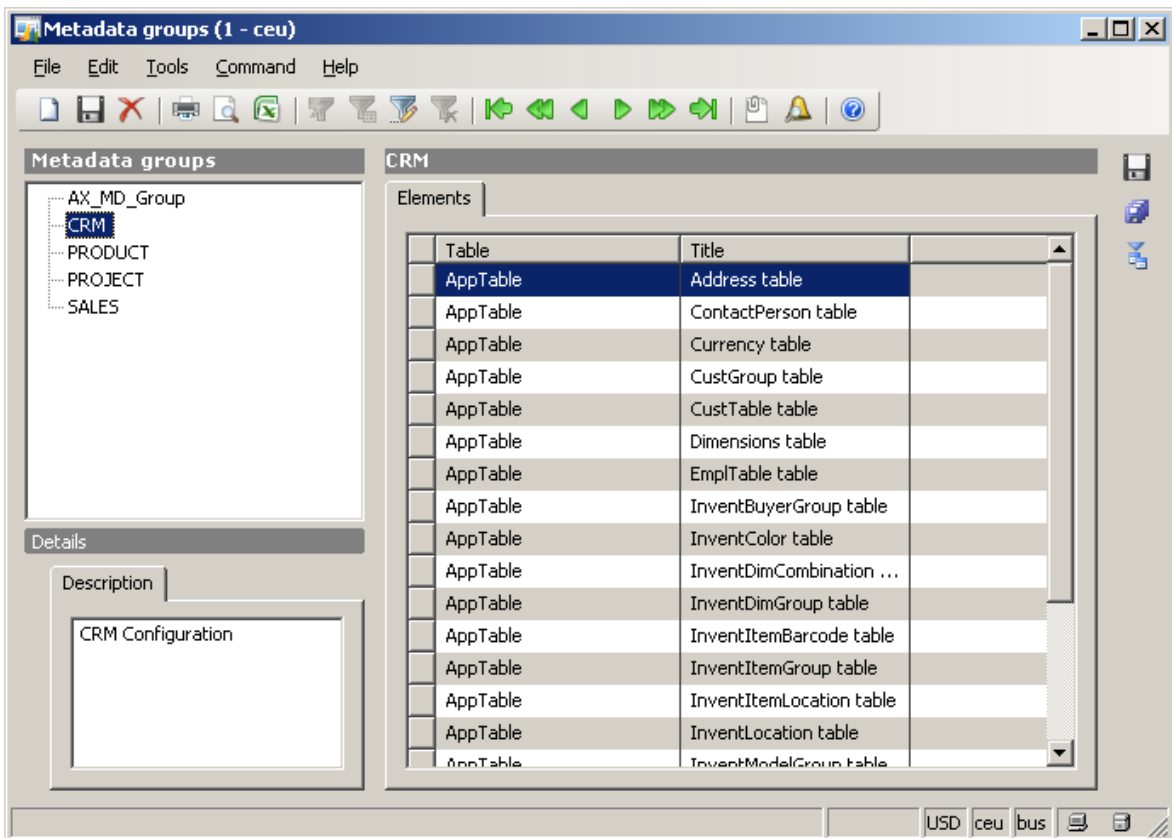 Metadata groups (1 - ceu)
File Edit Tools Command Help
Metadata groups
AX_MD_Group
CRM
PRODUCT
PROJECT
SALES
Details
Description
CRM Configuration
CRM
Elements
Table Title
AppTable Address table
AppTable ContactPerson table
AppTable Currency table
AppTable CustGroup table
AppTable CustTable table
AppTable Dimensions table
AppTable EmplTable table
AppTable InventBuyerGroup table
AppTable InventColor table
AppTable InventDimCombination ...
AppTable InventDimGroup table
AppTable InventItemBarcode table
AppTable InventItemGroup table
AppTable InventItemLocation table
AppTable InventLocation table
AppTable InventModelGroup table
USD ceu bus